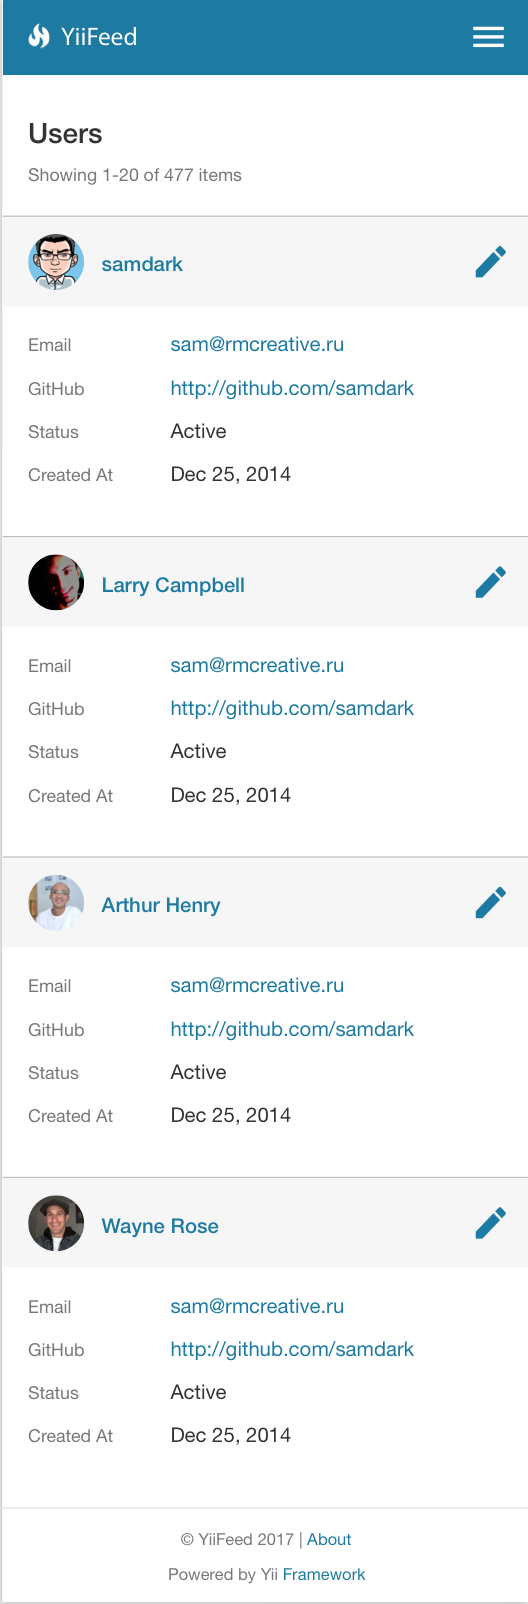 YiiFeed
Users
Showing 1-20 of 477 items
samdark
Email sam@rmcreative.ru
GitHub http://github.com/samdark
Status Active
Created At Dec 25, 2014
Larry Campbell
Email sam@rmcreative.ru
GitHub http://github.com/samdark
Status Active
Created At Dec 25, 2014
Arthur Henry
Email sam@rmcreative.ru
GitHub http://github.com/samdark
Status Active
Created At Dec 25, 2014
Wayne Rose
Email sam@rmcreative.ru
GitHub http://github.com/samdark
Status Active
Created At Dec 25, 2014
© YiiFeed 2017 | About
Powered by Yii Framework